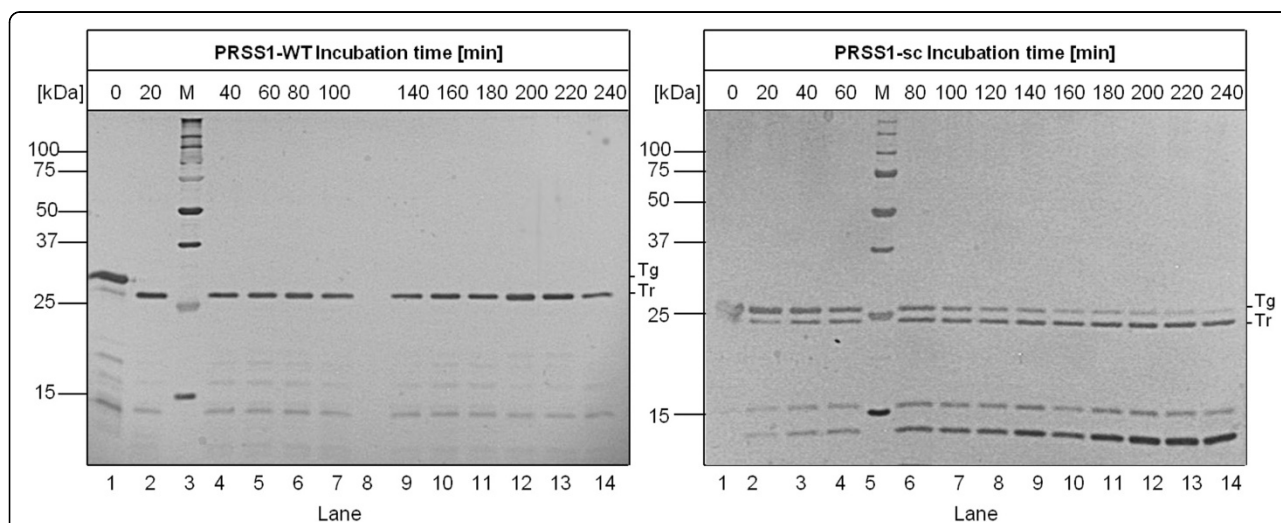 PRSS1-WT Incubation time [min]
[kDa] 0 20 M 40 60 80 100 140 160 180 200 220 240
100
75
50
37
25
15
Tg
Tr
1 2 3 4 5 6 7 8 9 10 11 12 13 14
Lane
PRSS1-sc Incubation time [min]
[kDa] 0 20 40 60 M 80 100 120 140 160 180 200 220 240
100
75
50
37
25
15
Tg
Tr
1 2 3 4 5 6 7 8 9 10 11 12 13 14
Lane